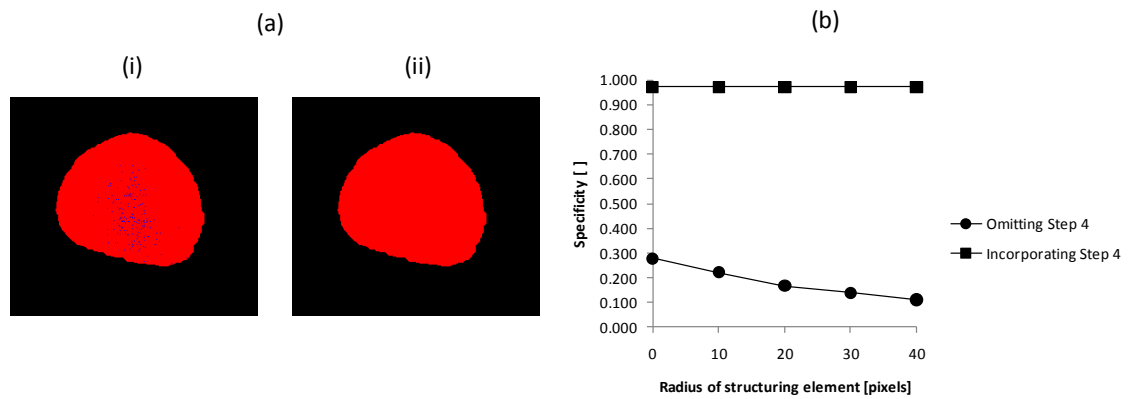 (a)
(i)
(ii)
(b)
1.000
0.900
0.800
0.700
0.600
0.500
0.400
0.300
0.200
0.100
0.000
Specificity [ ]
0 10 20 30 40
Radius of structuring element [pixels]
Omitting Step 4
Incorporating Step 4